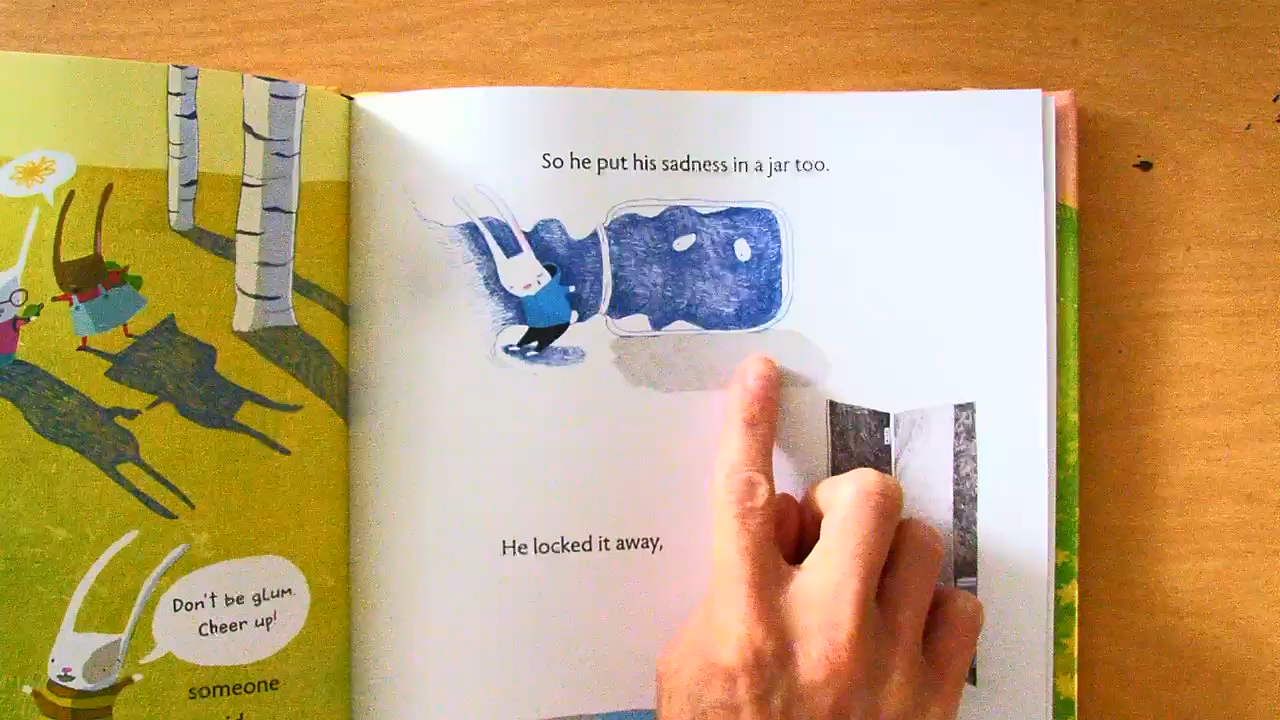 Don't be glum.
Cheer up!
someone
So he put his sadness in a jar too.
He locked it away,